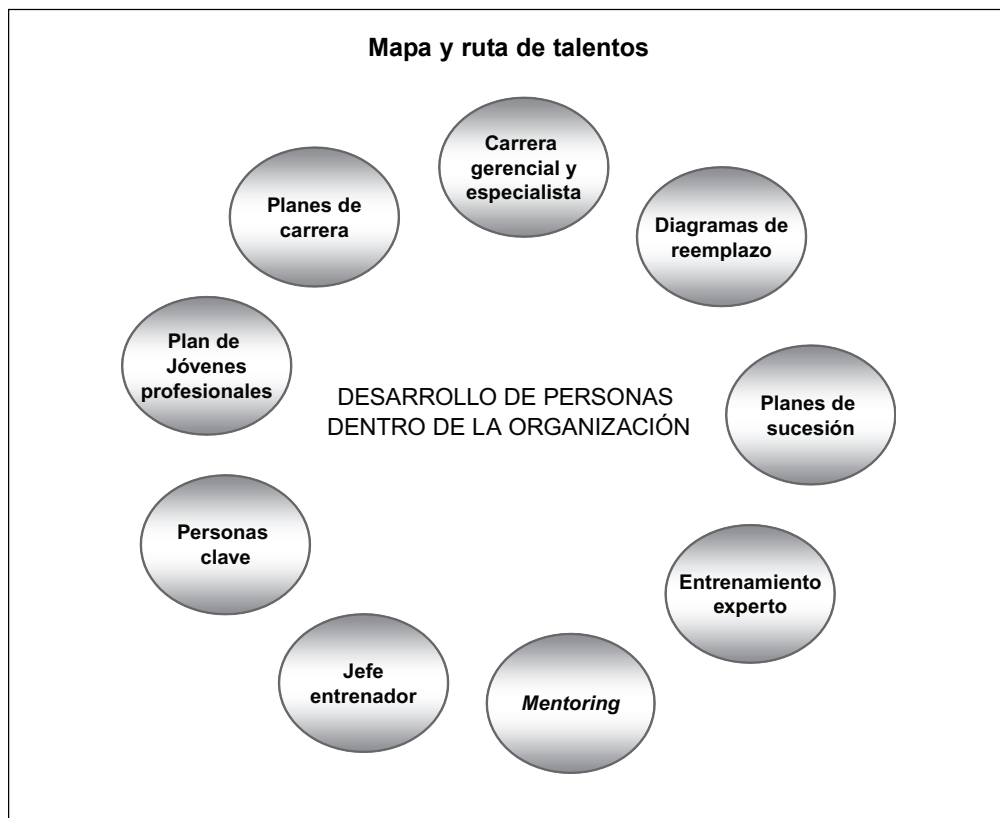 Mapa y ruta de talentos
Carrera
gerencial y
especialista
Planes de
carrera
Diagramas de
reemplazo
Plan de
Jóvenes
profesionales
DESARROLLO DE PERSONAS
DENTRO DE LA ORGANIZACIÓN
Planes de
sucesión
Personas
clave
Entrenamiento
experto
Jefe
entrenador
Mentoring